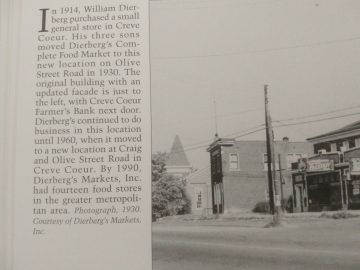 In 1914, William Dier-
berg purchased a small
general store in Creve
Coeur. His three sons
moved Dierberg's Com-
plete Food Market to this
new location on Olive
Street Road in 1930. The
original building with an
updated facade is just to
the left, with Creve Coeur
Farmer's Bank next door.
Dierberg's continued to do
business in this location
until 1960, when it moved
to a new location at Craig
and Olive Street Road in
Creve Coeur. By 1990,
Dierberg's Markets, Inc.
had fourteen food stores
in the greater metropoli-
tan area. Photograph, 1930.
Courtesy of Dierberg's Markets,
Inc.